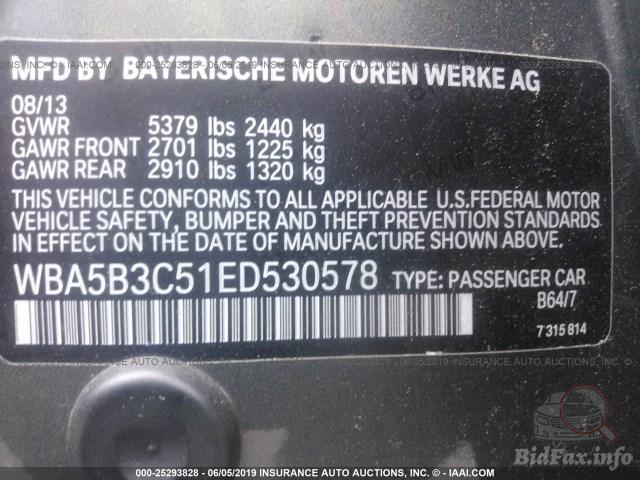 MFD BY BAYERISCHE MOTOREN WERKE AG
08/13
GVWR 5379 lbs 2440 kg
GAWR FRONT 2701 lbs 1225 kg
GAWR REAR 2910 lbs 1320 kg
THIS VEHICLE CONFORMS TO ALL APPLICABLE U.S.FEDERAL MOTOR
VEHICLE SAFETY, BUMPER AND THEFT PREVENTION STANDARDS
IN EFFECT ON THE DATE OF MANUFACTURE SHOWN ABOVE.
WBA5B3C51ED530578 TYPE: PASSENGER CAR
B64/7
7 315 814
BidFax.info
000-25293828 - 06/05/2019 INSURANCE AUTO AUCTIONS, INC. - IAAI.COM